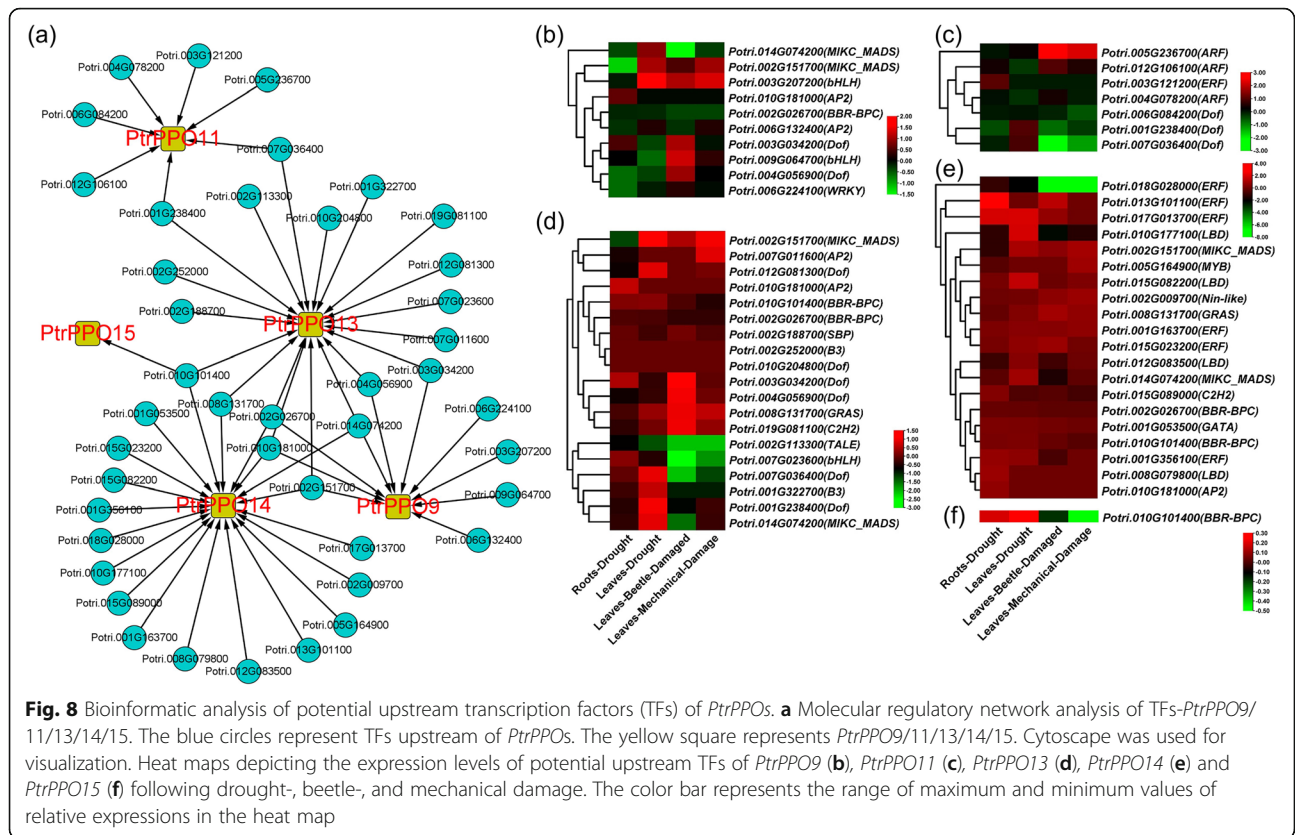 (a)
Potri.003G121200
Potri.004G078200
Potri.005G236700
Potri.006G084200
PtrPPO11
Potri.007G036400
Potri.012G106100
Potri.001G322700
Potri.001G238400
Potri.002G113300
Potri.010G204800
Potri.019G081100
Potri.002G252000
Potri.012G081300
Potri.002G188700
Potri.007G023600
PtrPPO15
PtrPPO13
Potri.007G011600
Potri.010G101400
Potri.004G056900
Potri.003G034200
Potri.008G131700
Potri.001G053500
Potri.002G026700
Potri.006G224100
Potri.014G074200
Potri.015G023200
Potri.010G181000
Potri.003G207200
Potri.015G082200
Potri.002G151700
Potri.009G064700
PtrPPO14
PtrPPO9
Potri.001G356100
Potri.006G132400
Potri.018G028000
Potri.017G013700
Potri.010G177100
Potri.002G009700
Potri.015G089000
Potri.005G164900
Potri.001G163700
Potri.013G101100
Potri.008G079800
Potri.012G083500
(b)
Potri.014G074200(MIKC_MADS)
Potri.002G151700(MIKC_MADS)
Potri.003G207200(bHLH)
Potri.010G181000(AP2)
Potri.002G026700(BBR-BPC)
Potri.006G132400(AP2)
Potri.003G034200(Dof)
Potri.009G064700(bHLH)
Potri.004G056900(Dof)
Potri.006G224100(WRKY)
2.00
1.50
1.00
0.50
0.00
-0.50
-1.00
-1.50
(c)
Potri.005G236700(ARF)
Potri.012G106100(ARF)
Potri.003G121200(ERF)
Potri.004G078200(ARF)
Potri.006G084200(Dof)
Potri.001G238400(Dof)
Potri.007G036400(Dof)
3.00
2.00
1.00
0.00
-1.00
-2.00
-3.00
(d)
Potri.002G151700(MIKC_MADS)
Potri.007G011600(AP2)
Potri.012G081300(Dof)
Potri.010G181000(AP2)
Potri.010G101400(BBR-BPC)
Potri.002G026700(BBR-BPC)
Potri.002G188700(SBP)
Potri.002G252000(B3)
Potri.010G204800(Dof)
Potri.003G034200(Dof)
Potri.004G056900(Dof)
Potri.008G131700(GRAS)
Potri.019G081100(C2H2)
Potri.002G113300(TALE)
Potri.007G023600(bHLH)
Potri.007G036400(Dof)
Potri.001G322700(B3)
Potri.001G238400(Dof)
Potri.014G074200(MIKC_MADS)
1.50
1.00
0.50
0.00
-0.50
-1.00
-1.50
-2.00
-2.50
-3.00
Roots-Drought
Leaves-Drought
Leaves-Beetle-Damaged
Leaves-Mechanical-Damage
(e)
Potri.018G028000(ERF)
Potri.013G101100(ERF)
Potri.017G013700(ERF)
Potri.010G177100(LBD)
Potri.002G151700(MIKC_MADS)
Potri.005G164900(MYB)
Potri.015G082200(LBD)
Potri.002G009700(Nin-like)
Potri.008G131700(GRAS)
Potri.001G163700(ERF)
Potri.015G023200(ERF)
Potri.012G083500(LBD)
Potri.014G074200(MIKC_MADS)
Potri.015G089000(C2H2)
Potri.002G026700(BBR-BPC)
Potri.001G053500(GATA)
Potri.010G101400(BBR-BPC)
Potri.001G356100(ERF)
Potri.008G079800(LBD)
Potri.010G181000(AP2)
4.00
2.00
0.00
-2.00
-4.00
-6.00
-8.00
(f)
Potri.010G101400(BBR-BPC)
0.30
0.20
0.10
0.00
-0.10
-0.20
-0.30
-0.40
-0.50
Roots-Drought
Leaves-Drought
Leaves-Beetle-Damaged
Leaves-Mechanical-Damage
Fig. 8 Bioinformatic analysis of potential upstream transcription factors (TFs) of PtrPPOs. a Molecular regulatory network analysis of TFs-PtrPPO9/
11/13/14/15. The blue circles represent TFs upstream of PtrPPOs. The yellow square represents PtrPPO9/11/13/14/15. Cytoscape was used for
visualization. Heat maps depicting the expression levels of potential upstream TFs of PtrPPO9 (b), PtrPPO11 (c), PtrPPO13 (d), PtrPPO14 (e) and
PtrPPO15 (f) following drought-, beetle-, and mechanical damage. The color bar represents the range of maximum and minimum values of
relative expressions in the heat map